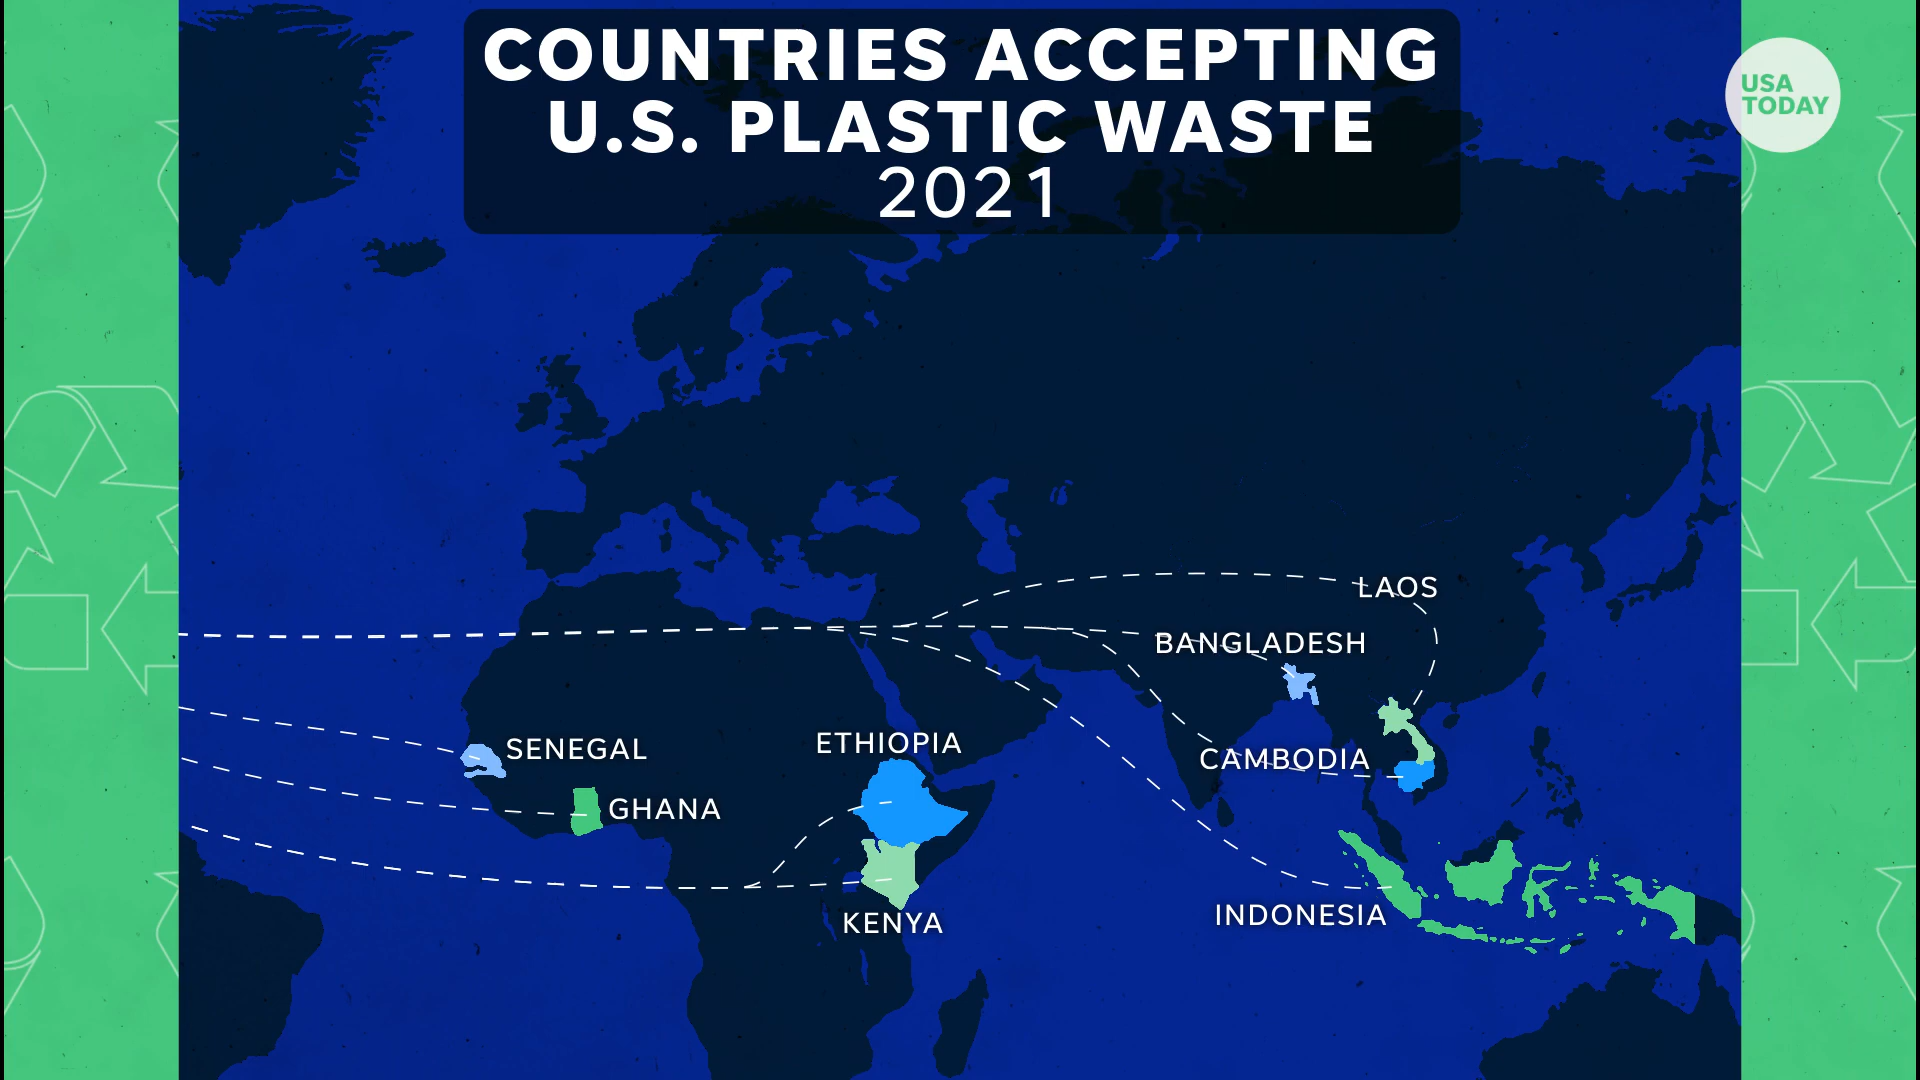 COUNTRIES ACCEPTING
U.S. PLASTIC WASTE
2021
USA
TODAY
LAOS
BANGLADESH
SENEGAL
ETHIOPIA
CAMBODIA
GHANA
KENYA
INDONESIA